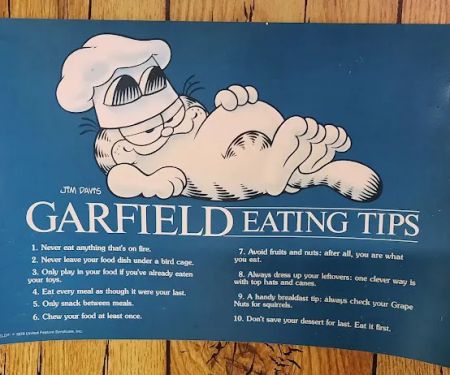 JIM DAVIS
GARFIELD EATING TIPS
1. Never eat anything that's on fire.
2. Never leave your food dish under a bird cage.
3. Only play in your food if you've already eaten
your toys.
4. Eat every meal as though it were your last.
5. Only snack between meals.
6. Chew your food at least once.
7. Avoid fruits and nuts: after all, you are what
you eat.
8. Always dress up your leftovers: one clever way is
with top hats and canes.
9. A handy breakfast tip: always check your Grape
Nuts for squirrels.
10. Don't save your dessert for last. Eat it first.
United Feature Syndicate, Inc.